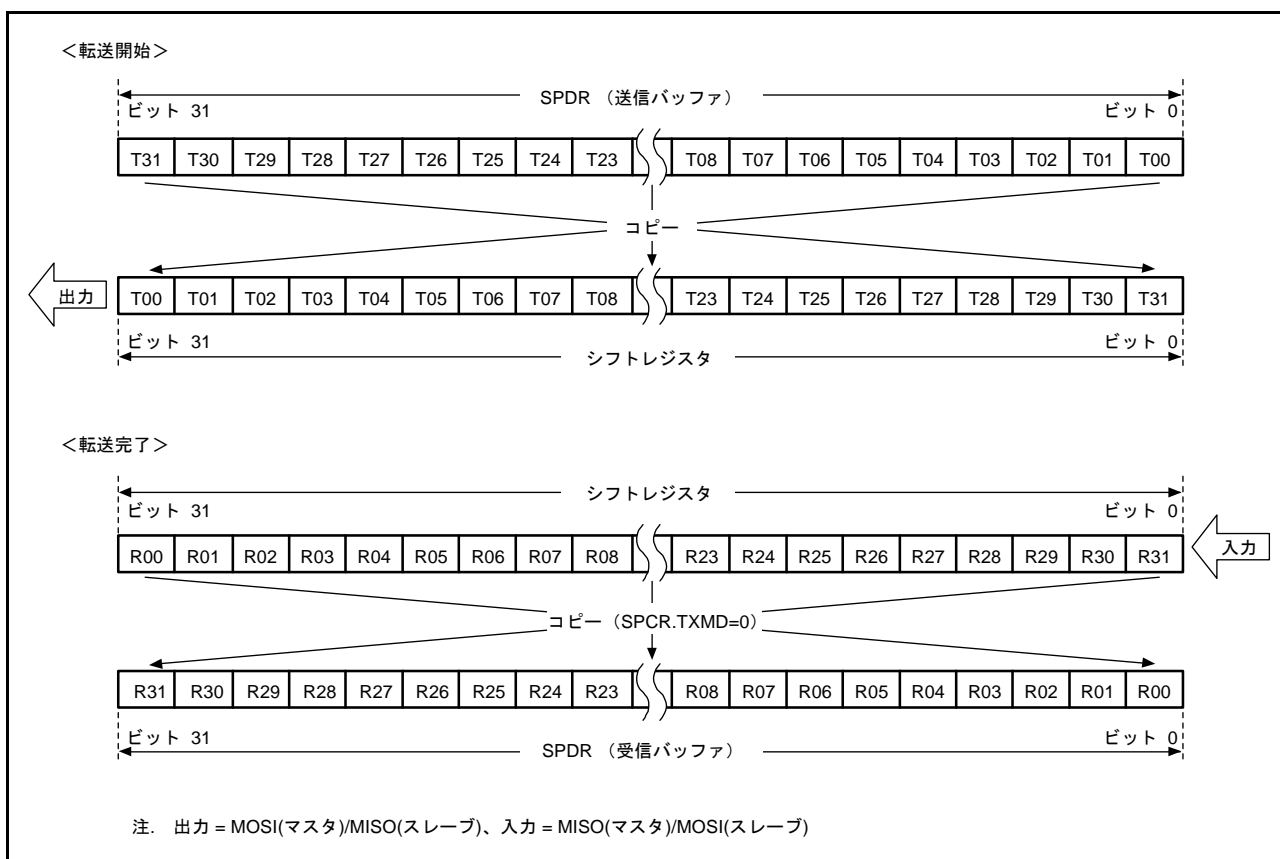 ＜転送開始＞
SPDR （送信バッファ）
ビット 31 ビット 0
T31 T30 T29 T28 T27 T26 T25 T24 T23 T08 T07 T06 T05 T04 T03 T02 T01 T00
コピー
出力 T00 T01 T02 T03 T04 T05 T06 T07 T08 T23 T24 T25 T26 T27 T28 T29 T30 T31
ビット 31 ビット 0
シフトレジスタ
＜転送完了＞
シフトレジスタ
ビット 31 ビット 0
R00 R01 R02 R03 R04 R05 R06 R07 R08 R23 R24 R25 R26 R27 R28 R29 R30 R31 入力
コピー（SPCR.TXMD=0）
R31 R30 R29 R28 R27 R26 R25 R24 R23 R08 R07 R06 R05 R04 R03 R02 R01 R00
ビット 31 ビット 0
SPDR （受信バッファ）
注. 出力 = MOSI(マスタ)/MISO(スレーブ)、入力 = MISO(マスタ)/MOSI(スレーブ)